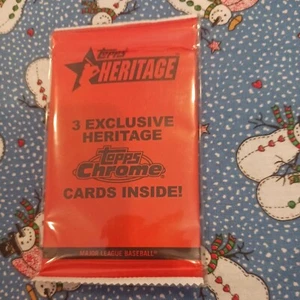 Topps
HERITAGE
3 EXCLUSIVE
HERITAGE
Topps
Chrome
CARDS INSIDE!
MAJOR LEAGUE BASEBALL